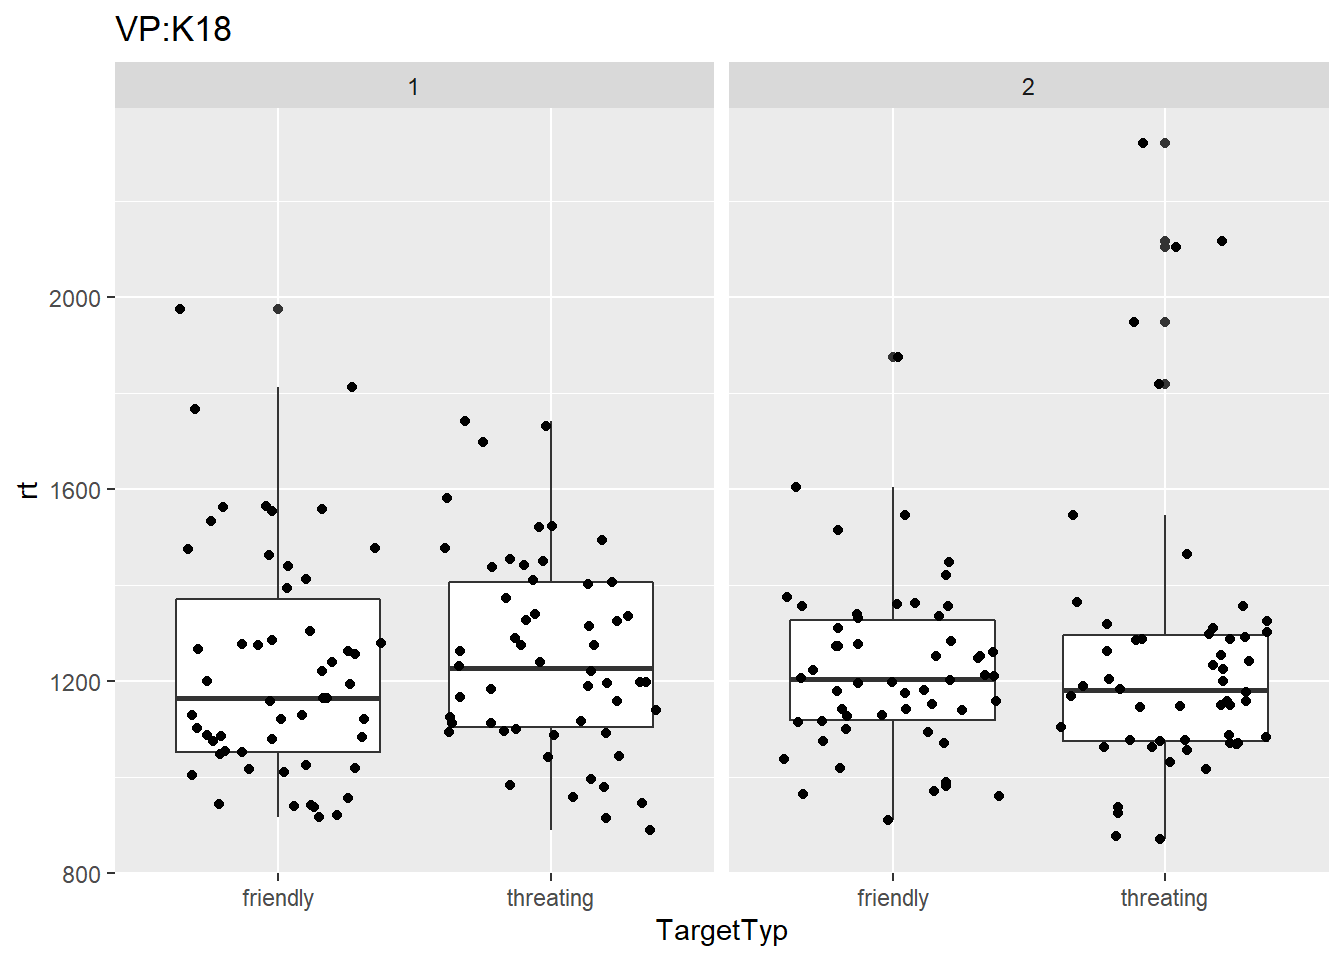 VP:K18
1
2
2000
1600
1200
800
rt
friendly
threating
friendly
threating
TargetTyp